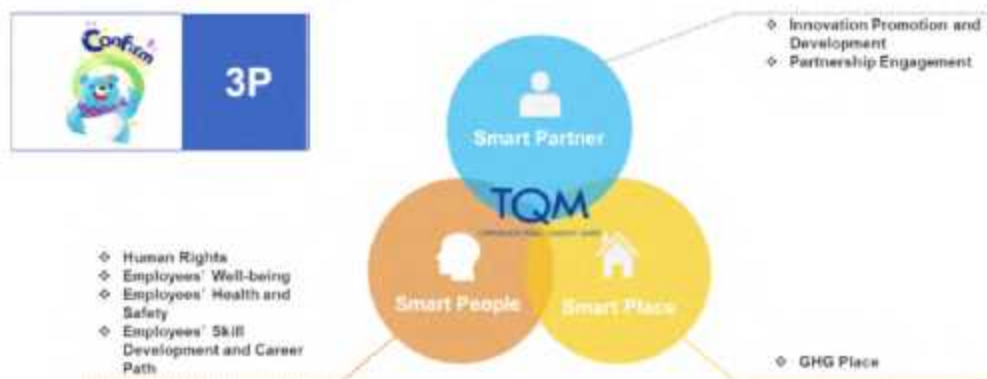 Confirm
3P
Innovation Promotion and
Development
Partnership Engagement
Smart Partner
TQM
Human Rights
Employees' Well-being
Employees' Health and
Safety
Employees' Skill
Development and Career
Path
Smart People
Smart Place
GHG Place